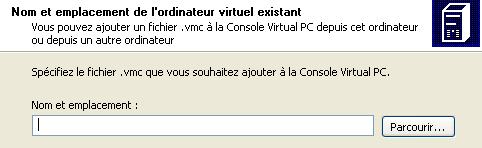 Nom et emplacement de l'ordinateur virtuel existant
Vous pouvez ajouter un fichier .vmc à la Console Virtual PC depuis cet ordinateur
ou depuis un autre ordinateur
Spécifiez le fichier .vmc que vous souhaitez ajouter à la Console Virtual PC.
Nom et emplacement :
Parcourir...